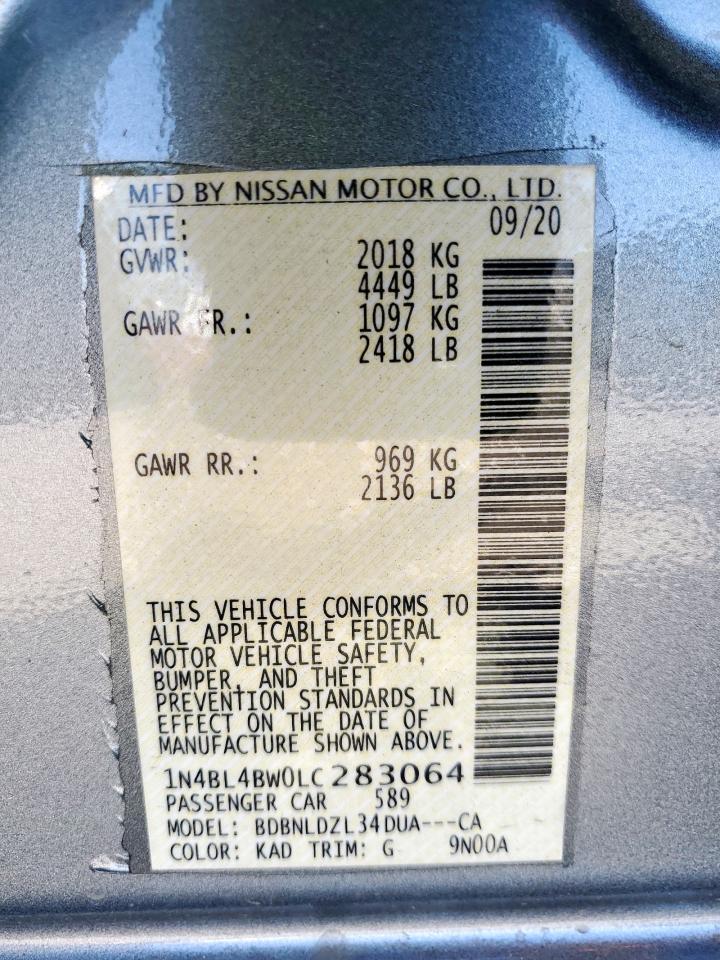 MFD BY NISSAN MOTOR CO., LTD.
DATE: 09/20
GVWR: 2018 KG
4449 LB
GAWR FR.: 1097 KG
2418 LB
GAWR RR.: 969 KG
2136 LB
THIS VEHICLE CONFORMS TO
ALL APPLICABLE FEDERAL
MOTOR VEHICLE SAFETY,
BUMPER, AND THEFT
PREVENTION STANDARDS IN
EFFECT ON THE DATE OF
MANUFACTURE SHOWN ABOVE.
1N4BL4BW0LC283064
PASSENGER CAR 589
MODEL: BDBNLDZL34DUA---CA
COLOR: KAD TRIM: G 9N00A